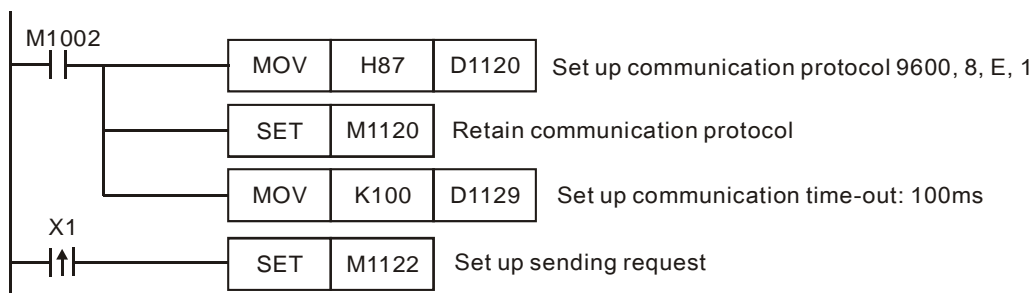 M1002
MOV H87 D1120 Set up communication protocol 9600, 8, E, 1
SET M1120 Retain communication protocol
MOV K100 D1129 Set up communication time-out: 100ms
X1
SET M1122 Set up sending request